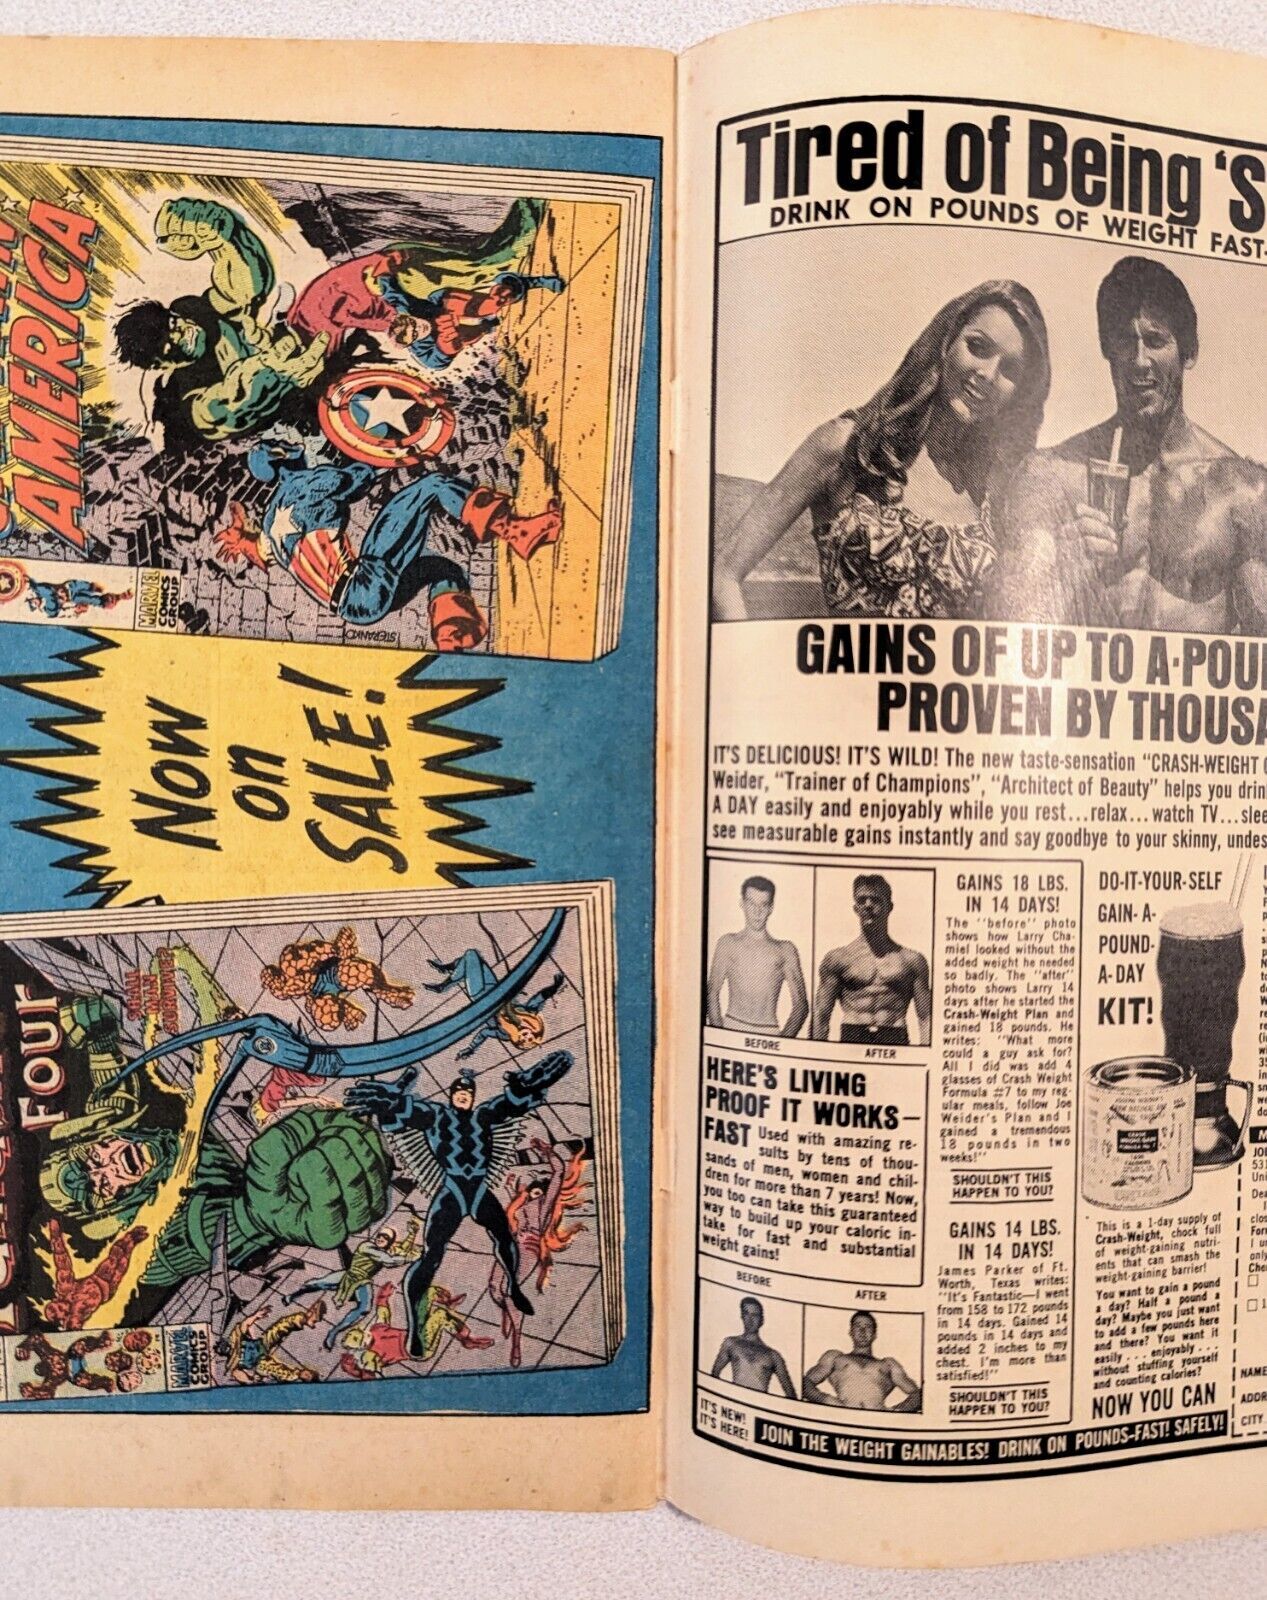 AMERICA
MARVEL
COMICS
GROUP
STERANKO
NOW
ON
SALE!
FOUR
SHALL
MAN
SURVIVE?
MARVEL
COMICS
GROUP
Tired of Being 'S
DRINK ON POUNDS OF WEIGHT FAST-
GAINS OF UP TO A-POU
PROVEN BY THOUSA
IT'S DELICIOUS! IT'S WILD! The new taste-sensation "CRASH-WEIGHT
Weider, "Trainer of Champions", "Architect of Beauty" helps you drin
A DAY easily and enjoyably while you rest...relax...watch TV...slee
see measurable gains instantly and say goodbye to your skinny, undes
BEFORE
AFTER
HERE'S LIVING
PROOF IT WORKS—
FAST Used with amazing re-
sults by tens of thou-
sands of men, women and chil-
dren for more than 7 years! Now,
you too can take this guaranteed
way to build up your caloric in-
take for fast and substantial
weight gains!
BEFORE
AFTER
GAINS 18 LBS.
IN 14 DAYS!
The "before" photo
shows how Larry Cha-
miel looked without the
added weight he needed
so badly. The "after"
photo shows Larry 14
days after he started the
Crash-Weight Plan and
gained 18 pounds. He
writes: "What more
could a guy ask for?
All I did was add 4
glasses of Crash Weight
Formula #7 to my reg-
ular meals, follow Joe
Weider's Plan and I
gained a tremendous
18 pounds in two
weeks!"
SHOULDN'T THIS
HAPPEN TO YOU?
GAINS 14 LBS.
IN 14 DAYS!
James Parker of Ft.
Worth, Texas writes:
"It's Fantastic—I went
from 158 to 172 pounds
in 14 days. Gained 14
pounds in 14 days and
added 2 inches to my
chest. I'm more than
satisfied!"
SHOULDN'T THIS
HAPPEN TO YOU?
DO-IT-YOUR-SELF
GAIN-A-
POUND-
A-DAY
KIT!
This is a 1-day supply of
Crash-Weight, chock full
of weight-gaining nutri-
ents that can smash the
weight-gaining barrier!
You want to gain a pound
a day? Half a pound a
day? Maybe you just want
to add a few pounds here
and there? You want it
easily . . . enjoyably . . .
without stuffing yourself
and counting calories?
NOW YOU CAN
JOE
531
Uni
Dea
NAME
ADDR
CITY
IT'S NEW!
IT'S HERE!
JOIN THE WEIGHT GAINABLES! DRINK ON POUNDS-FAST! SAFELY!